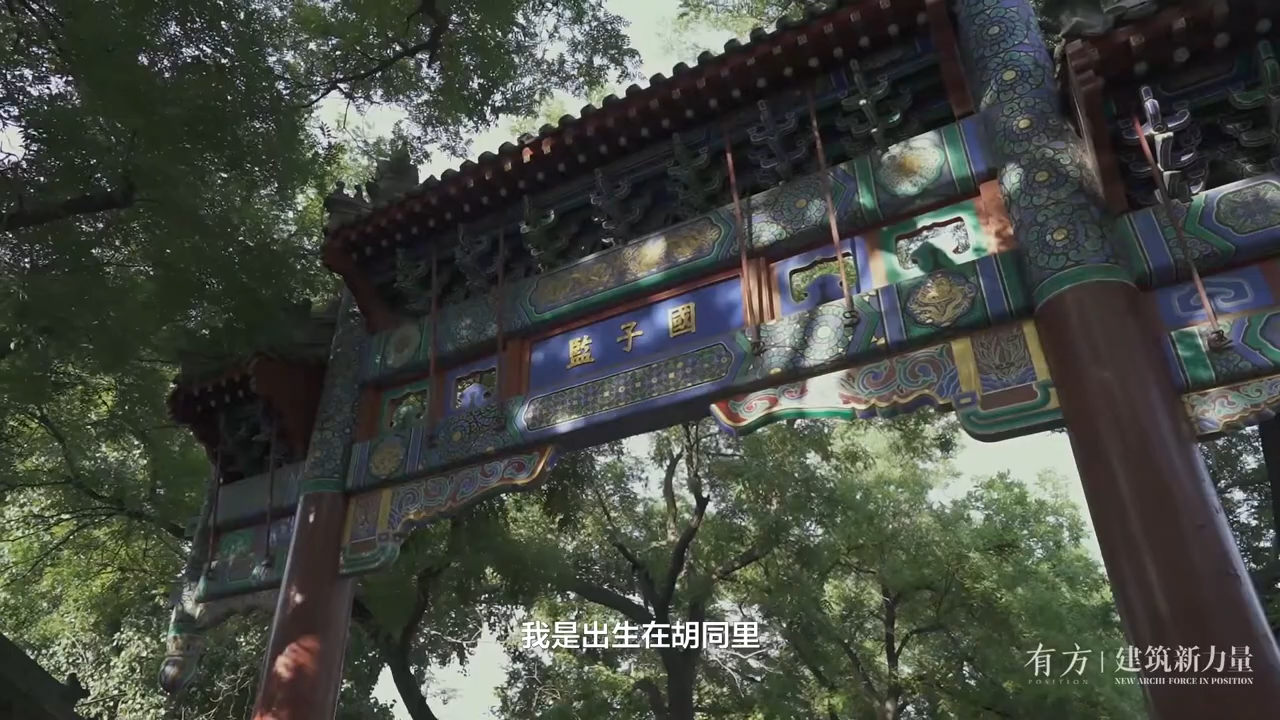 監子國
我是出生在胡同里
有方 | 建筑新力量
POSITION NEW ARCHI FORCE IN POSITION